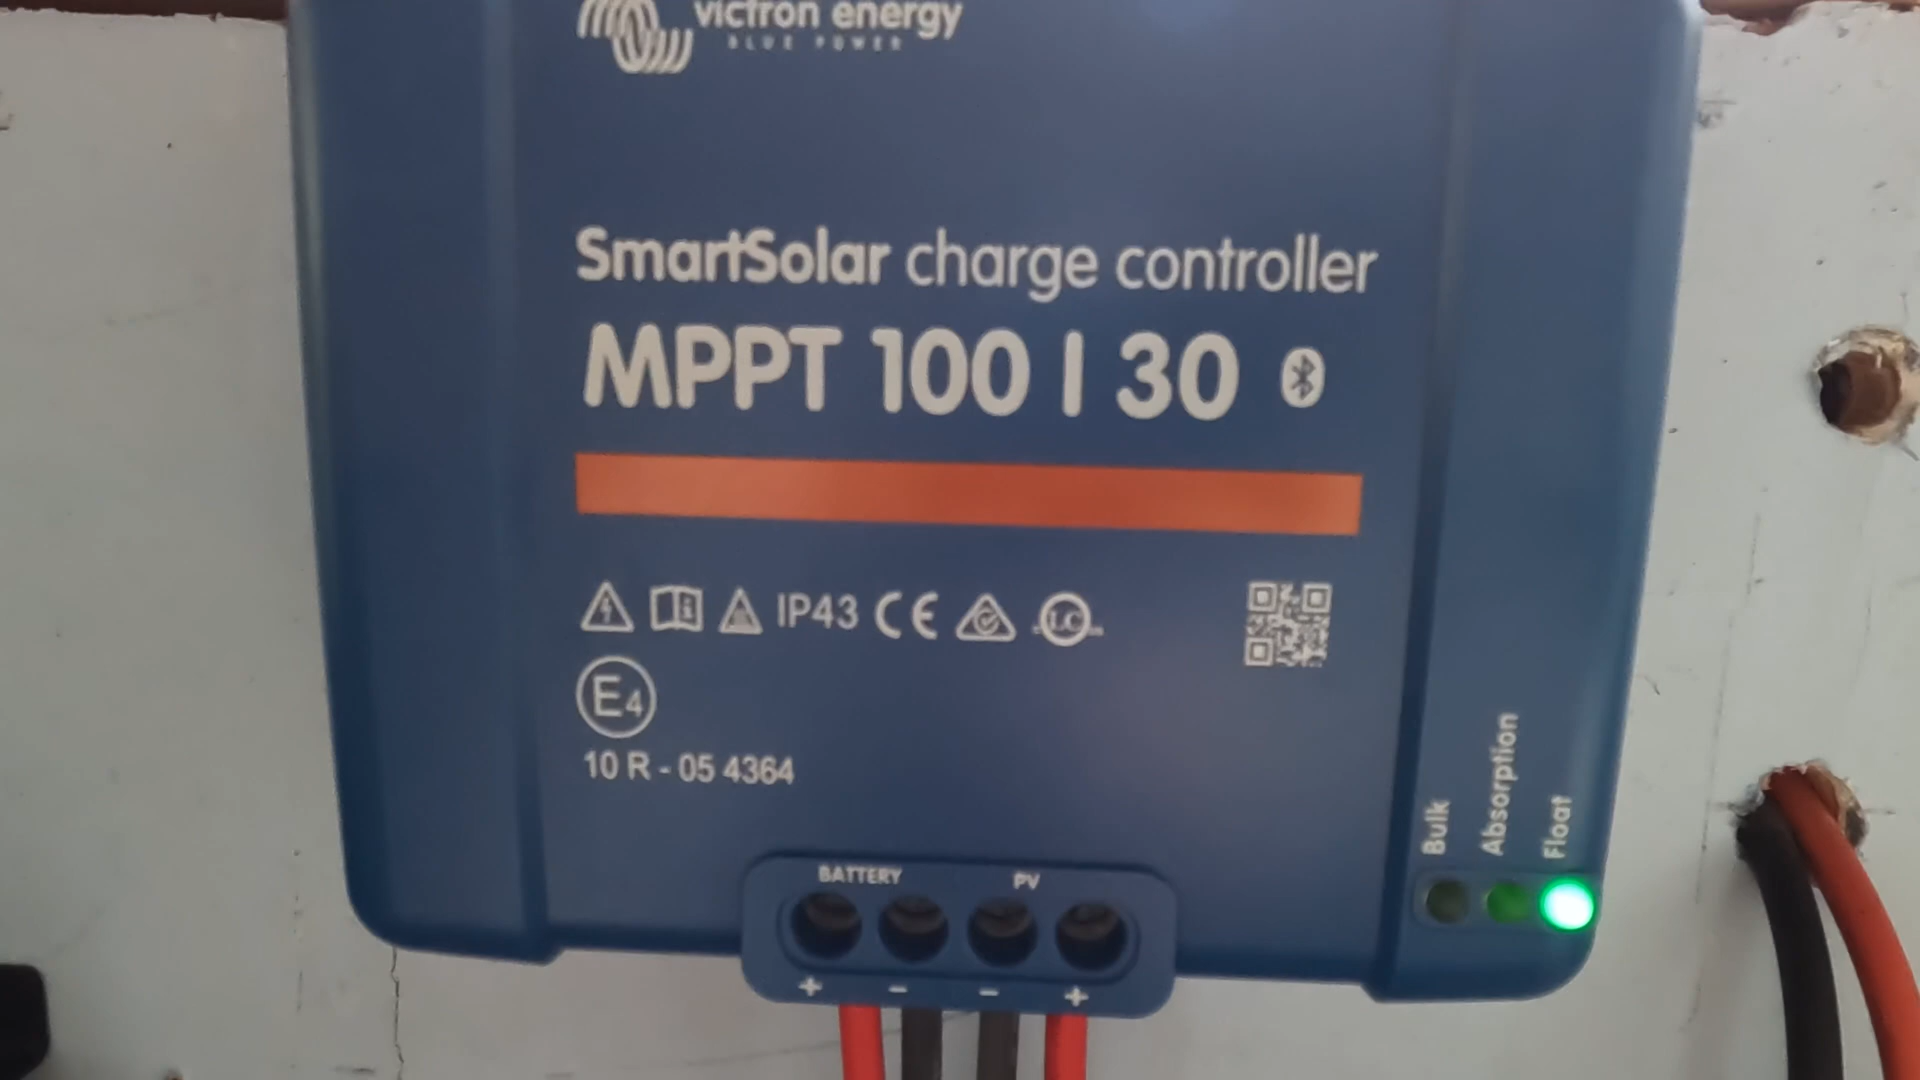 victron energy
BLUE POWER
SmartSolar charge controller
MPPT 100 | 30
IP43 CE
E4
10 R - 05 4364
Bulk
Absorption
Float
BATTERY PV
+ - - +